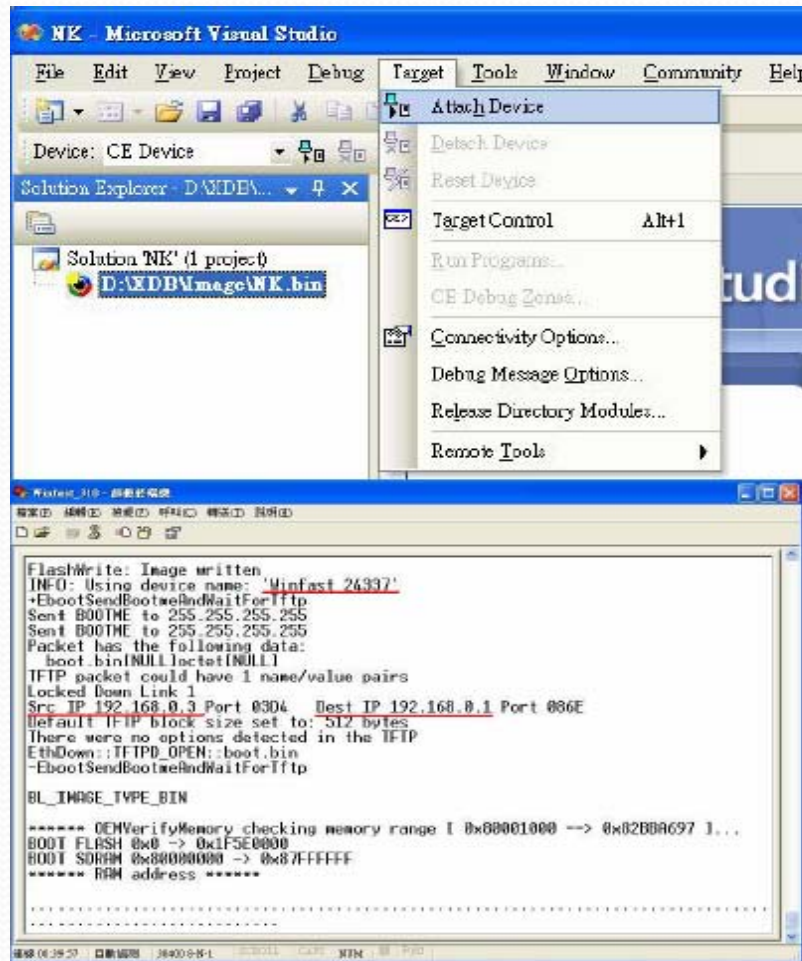 NK - Microsoft Visual Studio
File Edit View Project Debug Target Tools Window Community Help
Attach Device
Device: CE Device
Detach Device
Solution Explorer - D:\XDB\...
Reset Device
Target Control Alt+1
Solution 'NK' (1 project)
D:\XDB\Image\NK.bin
Run Programs...
CE Debug Zones...
tudi
Connectivity Options...
Debug Message Options...
Release Directory Modules...
Remote Tools
FlashWrite: Image written
INFO: Using device name: 'Winfast 24337'
+EbootSendBootmeAndWaitForTftp
Sent BOOTME to 255.255.255.255
Sent BOOTME to 255.255.255.255
Packet has the following data:
boot.bin[NULL]octet[NULL]
TFTP packet could have 1 name/value pairs
Locked Down Link 1
Src IP 192.168.0.3 Port 03D4 Dest IP 192.168.0.1 Port 086E
Default TFTP block size set to: 512 bytes
There were no options detected in the TFTP
EthDown::TFTPD_OPEN::boot.bin
-EbootSendBootmeAndWaitForTftp
BL_IMAGE_TYPE_BIN
****** OEMVerifyMemory checking memory range [ 0x80001000 --> 0x82BBA697 ]...
BOOT FLASH 0x0 -> 0x1F5E0000
BOOT SDRAM 0x80000000 -> 0x87FFFFFF
****** RAM address ******
38400 8-N-1 SCROLL CAPS NUM